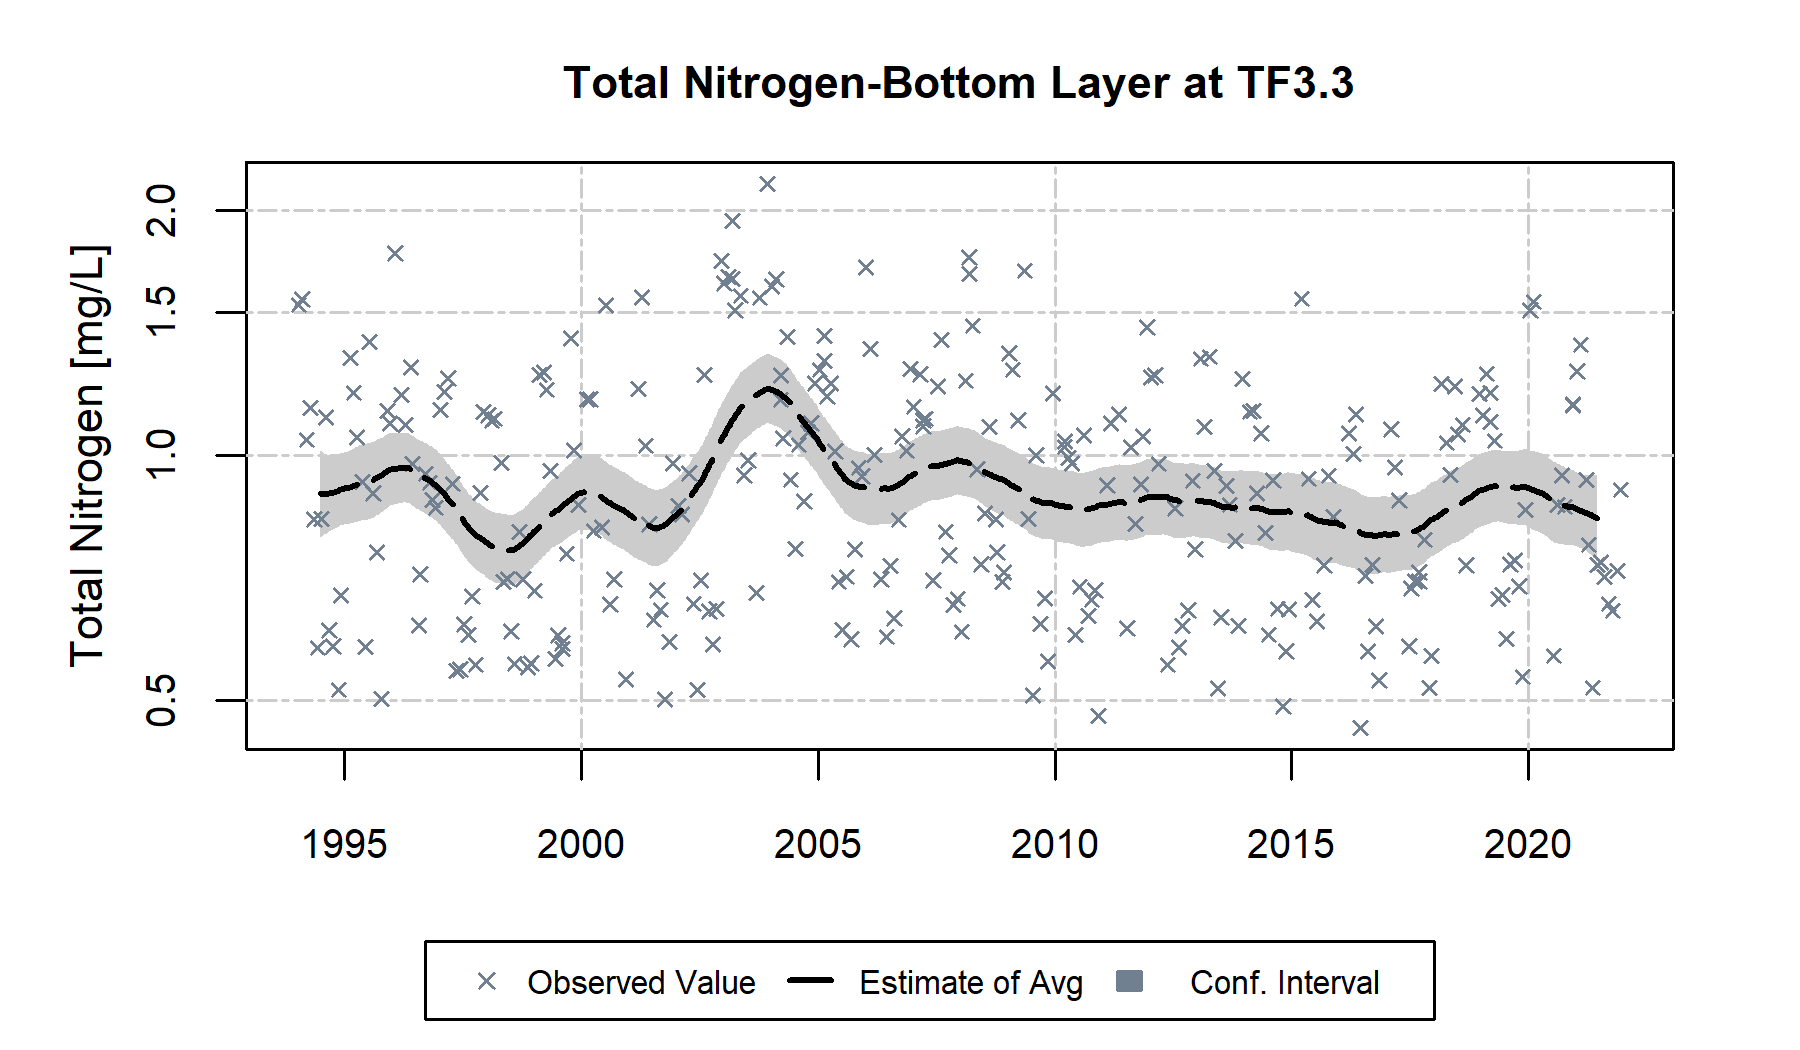 Total Nitrogen-Bottom Layer at TF3.3
Total Nitrogen [mg/L]
2.0
1.5
1.0
0.5
1995 2000 2005 2010 2015 2020
Observed Value Estimate of Avg Conf. Interval